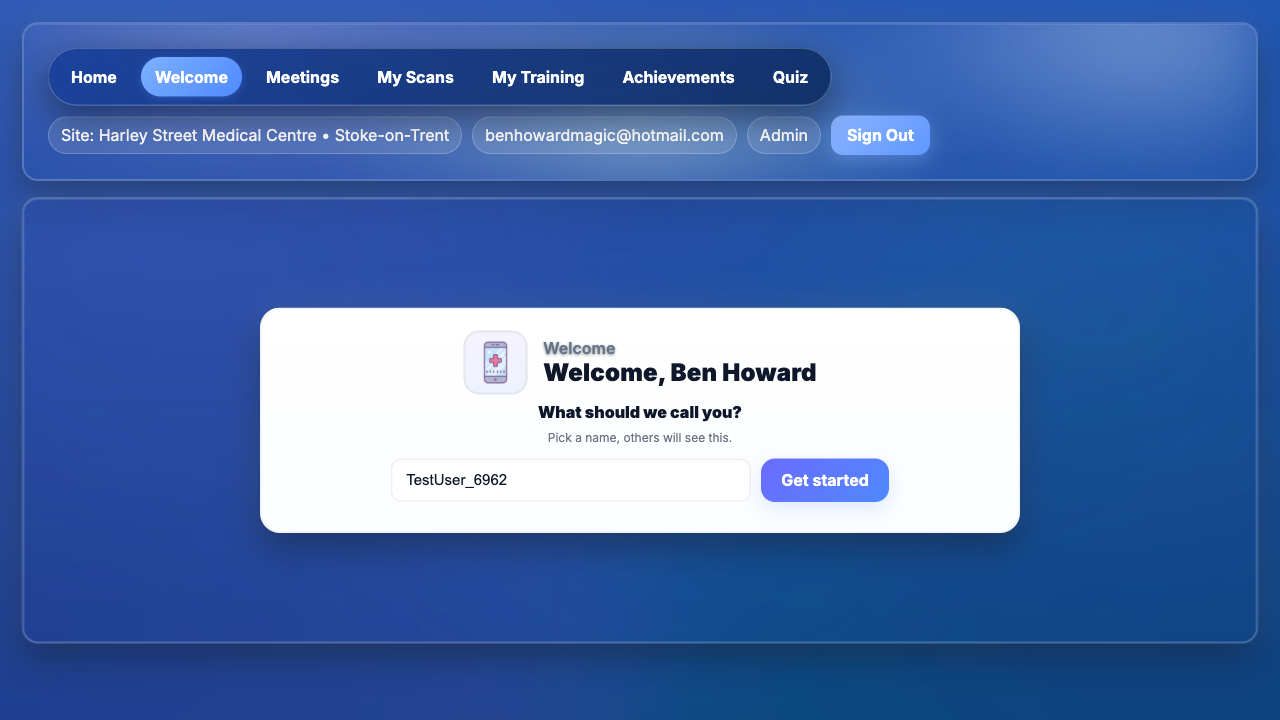 Home Welcome Meetings My Scans My Training Achievements Quiz
Site: Harley Street Medical Centre • Stoke-on-Trent benhowardmagic@hotmail.com Admin Sign Out
Welcome
Welcome, Ben Howard
What should we call you?
Pick a name, others will see this.
TestUser_6962 Get started